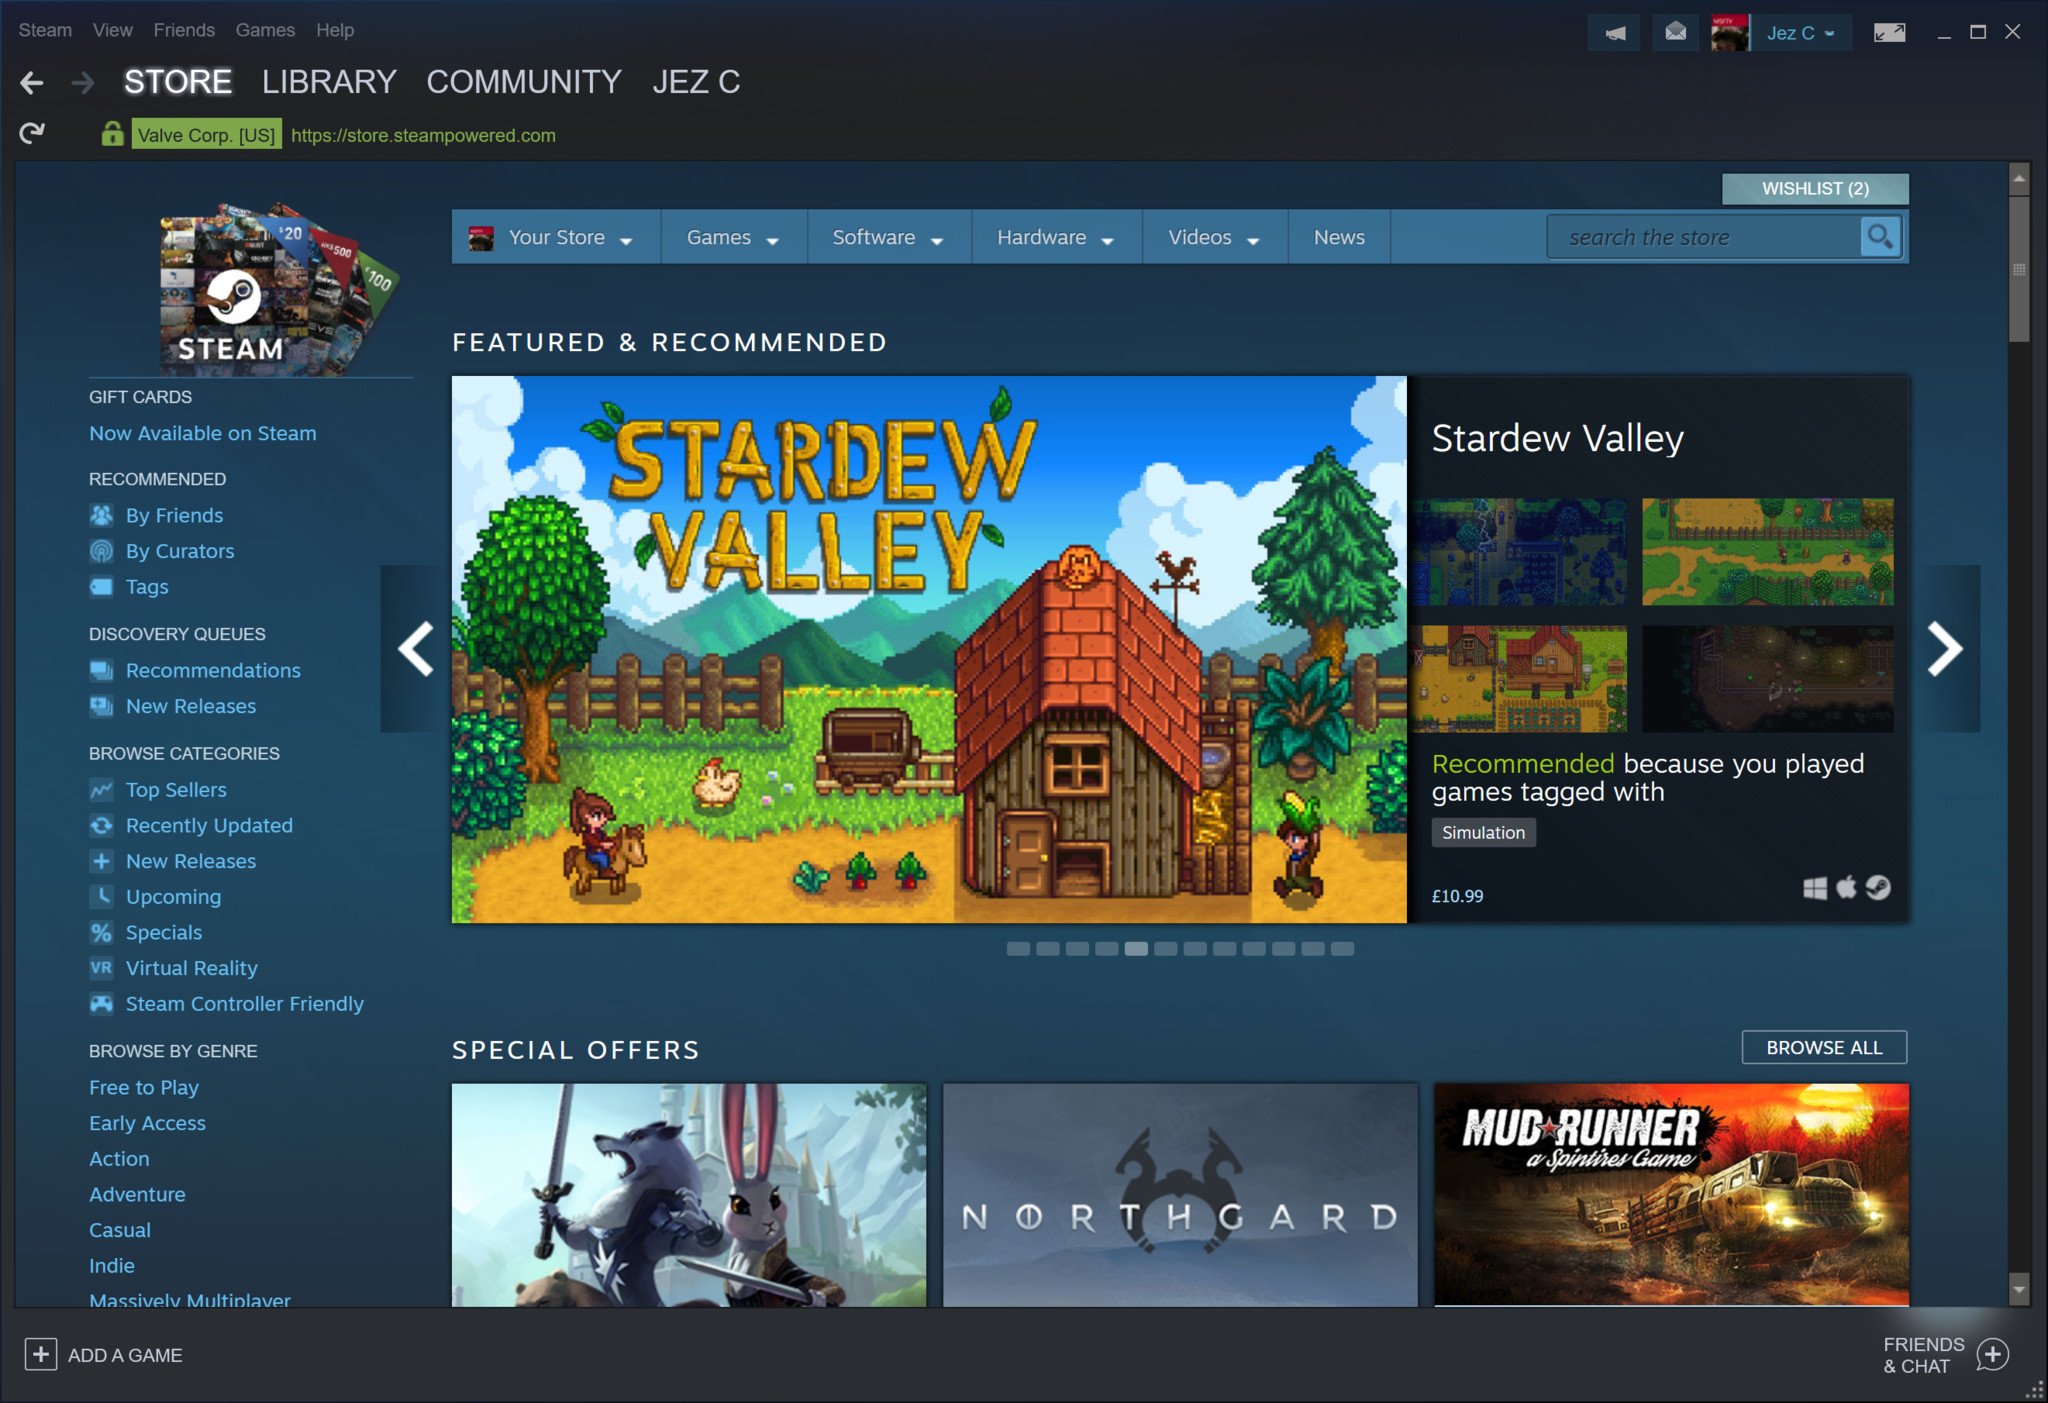 Steam View Friends Games Help
Jez C
STORE LIBRARY COMMUNITY JEZ C
Valve Corp. [US] https://store.steampowered.com
WISHLIST (2)
$20
HK$500
£100
STEAM
Your Store Games Software Hardware Videos News search the store
GIFT CARDS
Now Available on Steam
RECOMMENDED
By Friends
By Curators
Tags
DISCOVERY QUEUES
Recommendations
New Releases
BROWSE CATEGORIES
Top Sellers
Recently Updated
New Releases
Upcoming
Specials
VR Virtual Reality
Steam Controller Friendly
BROWSE BY GENRE
Free to Play
Early Access
Action
Adventure
Casual
Indie
Massively Multiplayer
FEATURED & RECOMMENDED
STARDEW
VALLEY
Stardew Valley
Recommended because you played
games tagged with
Simulation
£10.99
SPECIAL OFFERS
BROWSE ALL
NORTHGARD
MUDRUNNER
a Spintires Game
ADD A GAME
FRIENDS
& CHAT